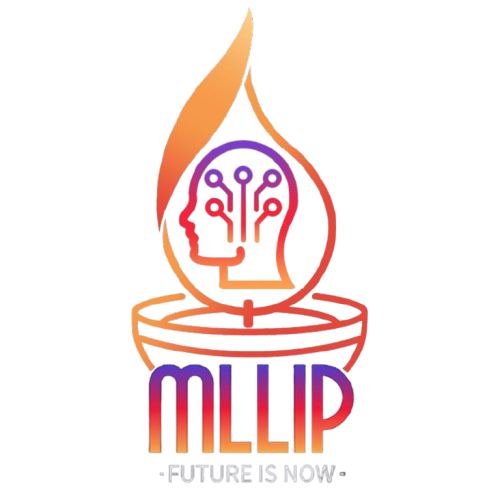 MLLIP
· FUTURE IS NOW ·